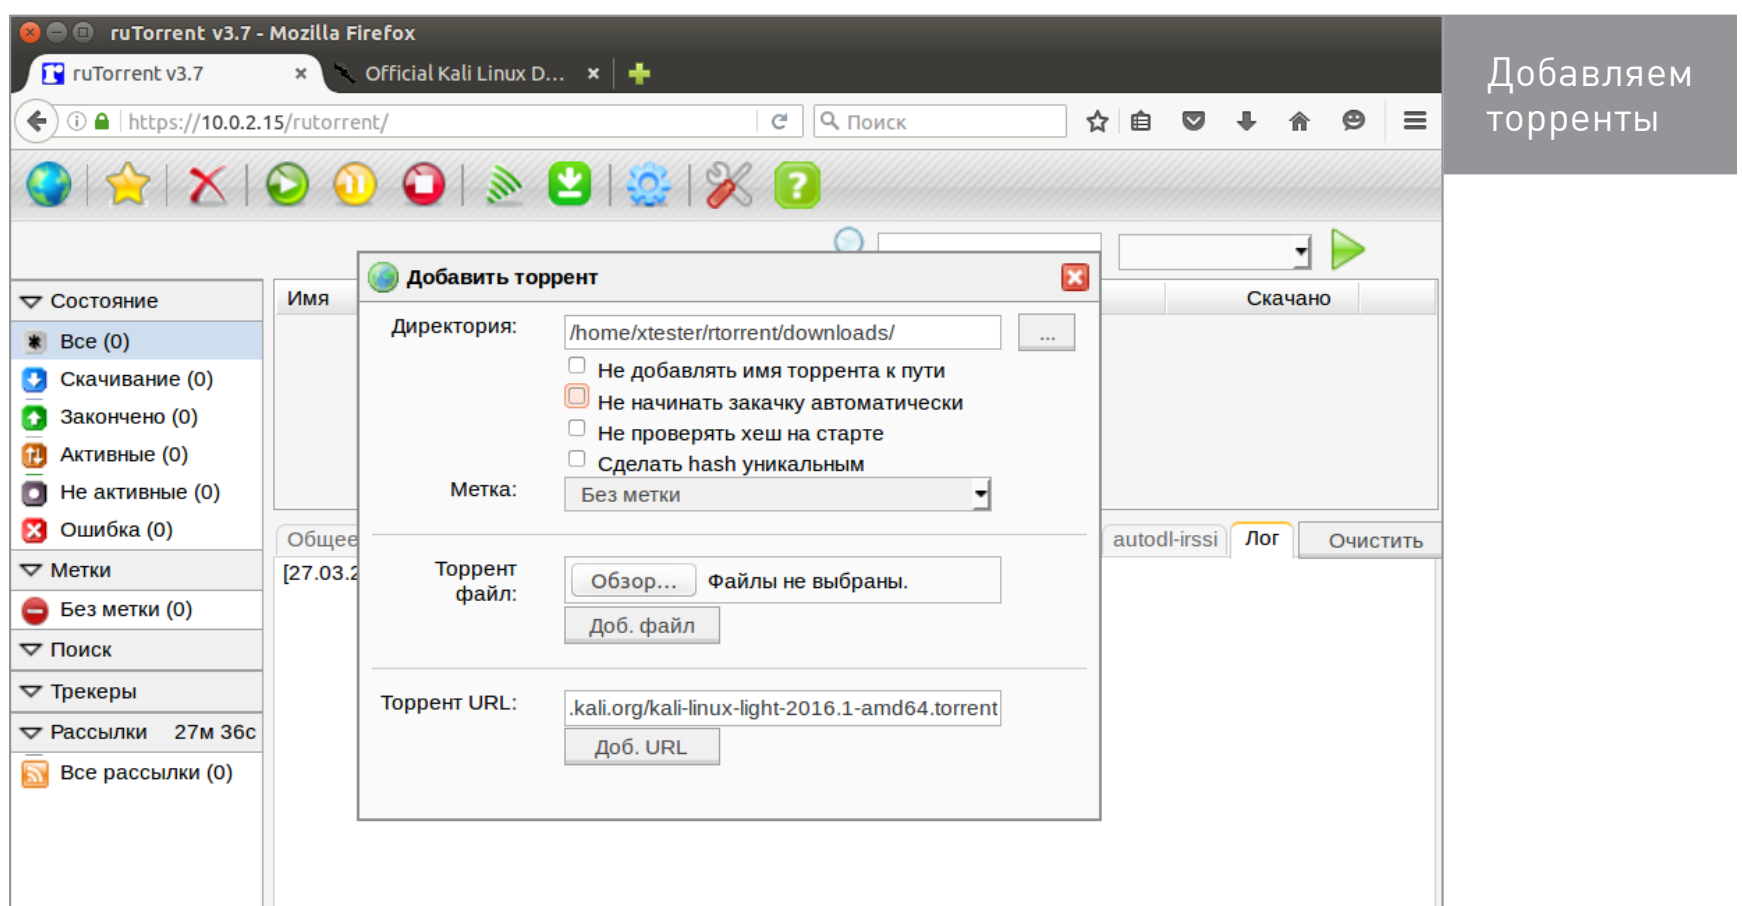 ruTorrent v3.7 - Mozilla Firefox
ruTorrent v3.7
Official Kali Linux D...
https://10.0.2.15/rutorrent/
Поиск
Добавляем
торренты
Добавить торрент
Состояние
Имя
Скачано
Все (0)
Скачивание (0)
Закончено (0)
Активные (0)
Не активные (0)
Ошибка (0)
Метки
Без метки (0)
Поиск
Трекеры
Рассылки 27м 36с
Все рассылки (0)
Директория:
/home/xtester/rtorrent/downloads/
...
Не добавлять имя торрента к пути
Не начинать закачку автоматически
Не проверять хеш на старте
Сделать hash уникальным
Метка:
Без метки
Общее
autodl-irssi
Лог
Очистить
[27.03.2
Торрент
файл:
Обзор... Файлы не выбраны.
Доб. файл
Торрент URL:
.kali.org/kali-linux-light-2016.1-amd64.torrent
Доб. URL